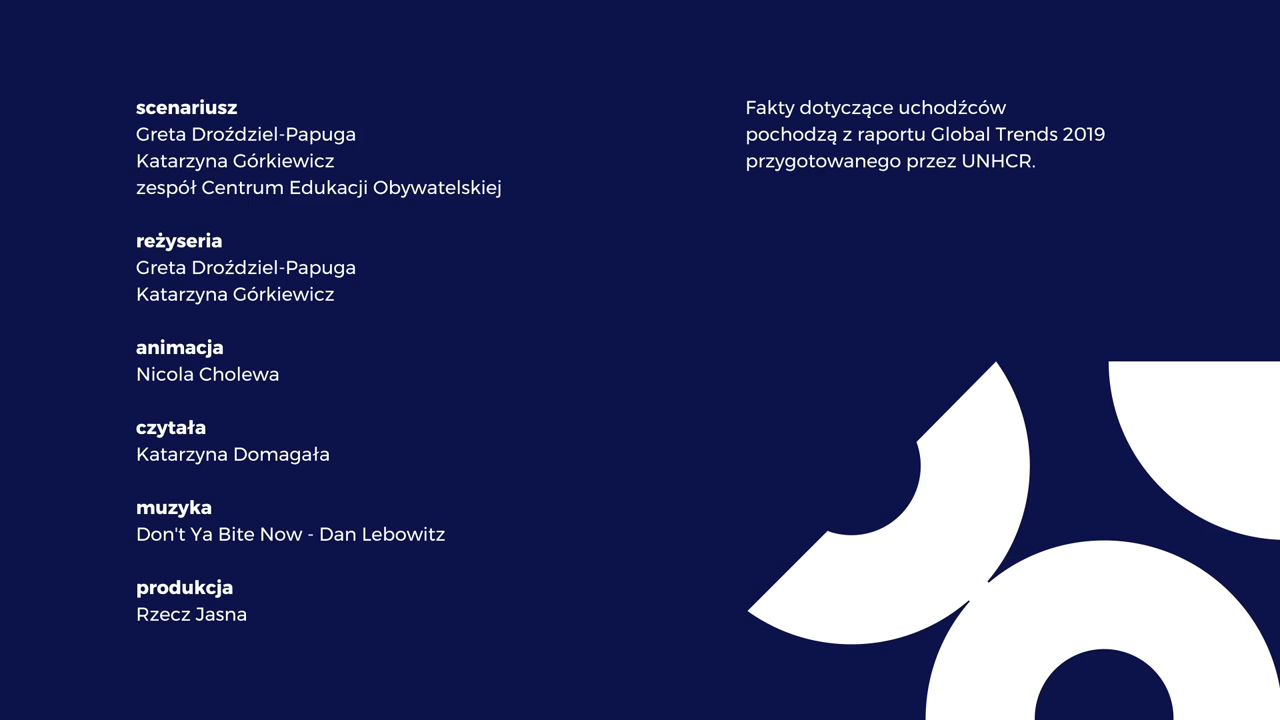 scenariusz
Greta Droździel-Papuga
Katarzyna Górkiewicz
zespół Centrum Edukacji Obywatelskiej
reżyseria
Greta Droździel-Papuga
Katarzyna Górkiewicz
animacja
Nicola Cholewa
czytała
Katarzyna Domagała
muzyka
Don't Ya Bite Now - Dan Lebowitz
produkcja
Rzecz Jasna
Fakty dotyczące uchodźców
pochodzą z raportu Global Trends 2019
przygotowanego przez UNHCR.